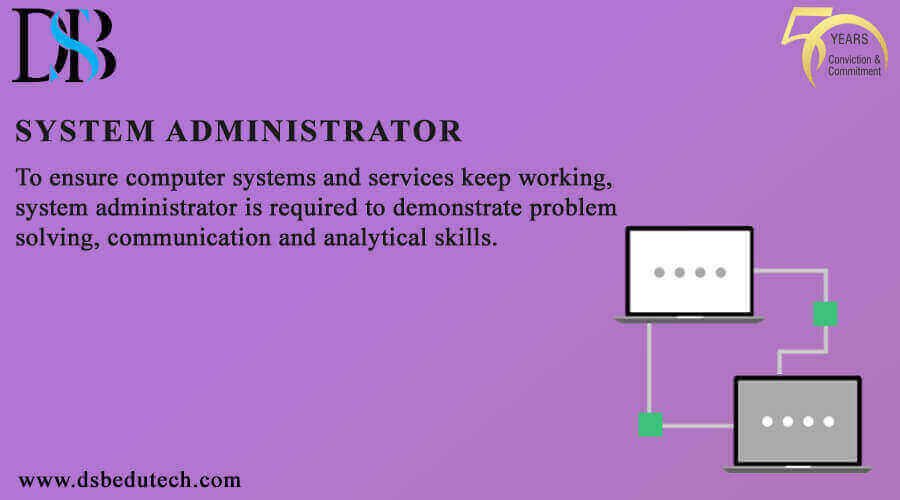 DSB
50 YEARS
Conviction &
Commitment
SYSTEM ADMINISTRATOR
To ensure computer systems and services keep working,
system administrator is required to demonstrate problem
solving, communication and analytical skills.
www.dsbedutech.com